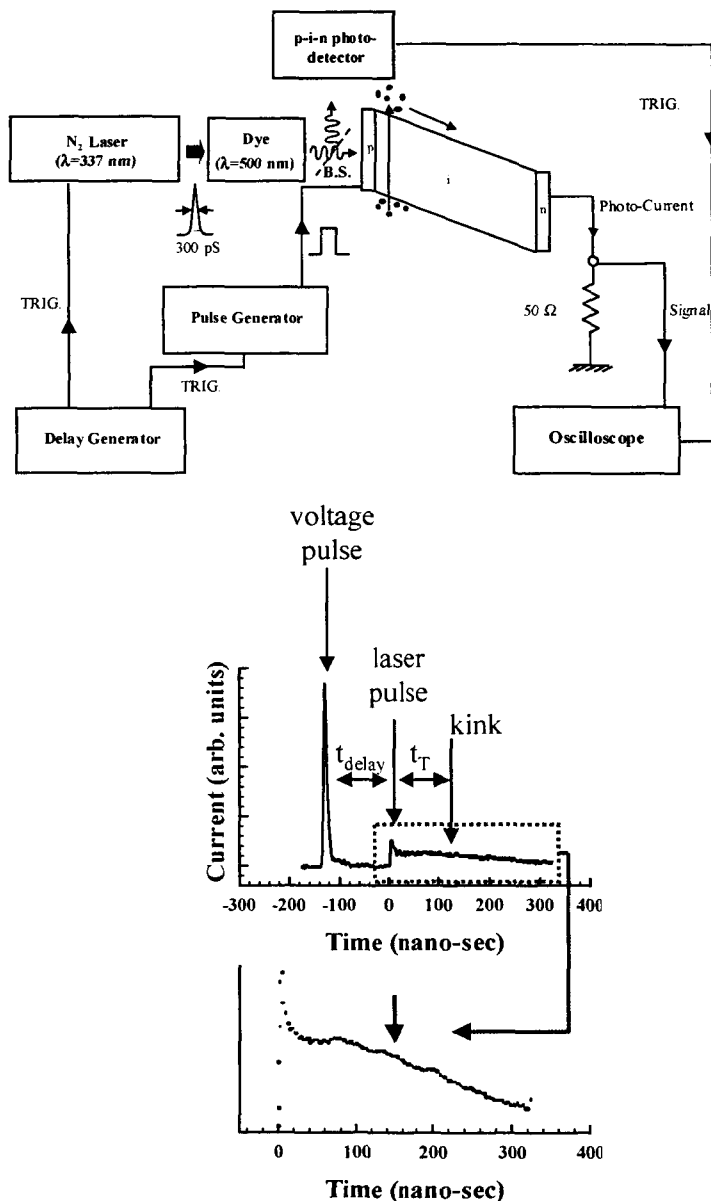 p-i-n photo-
detector
TRIG.
N₂ Laser
(λ=337 nm)
Dye
(λ=500 nm)
B.S.
p
i
n
300 pS
Photo-Current
TRIG.
Pulse Generator
50 Ω
Signal
TRIG.
Delay Generator
Oscilloscope
voltage
pulse
laser
pulse
kink
t_delay
t_T
Current (arb. units)
-300 -200 -100 0 100 200 300 400
Time (nano-sec)
0 100 200 300 400
Time (nano-sec)